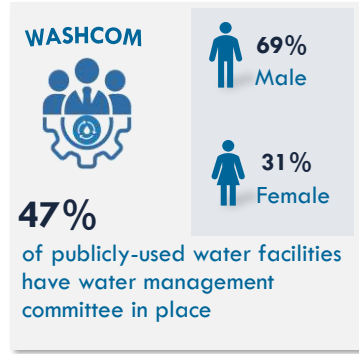 WASHCOM
69%
Male
31%
Female
47%
of publicly-used water facilities
have water management
committee in place